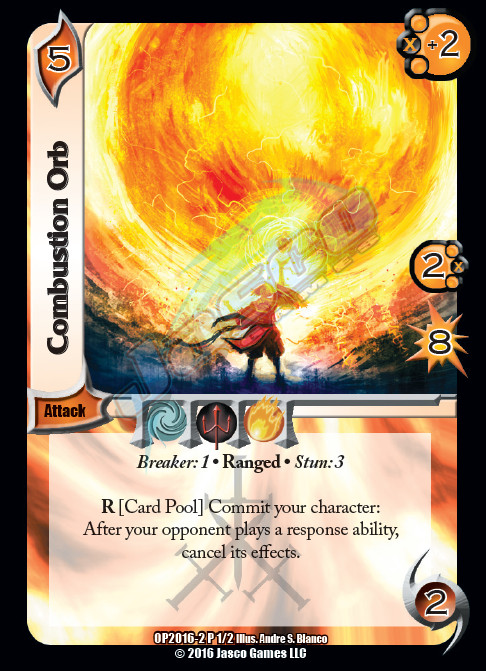 5
X +2
Combustion Orb
2 X
8
Attack
Breaker: 1 • Ranged • Stun: 3
R [Card Pool] Commit your character:
After your opponent plays a response ability,
cancel its effects.
2
OP2016-2 P 1/2 Illus. Andre S. Blanco
© 2016 Jasco Games LLC